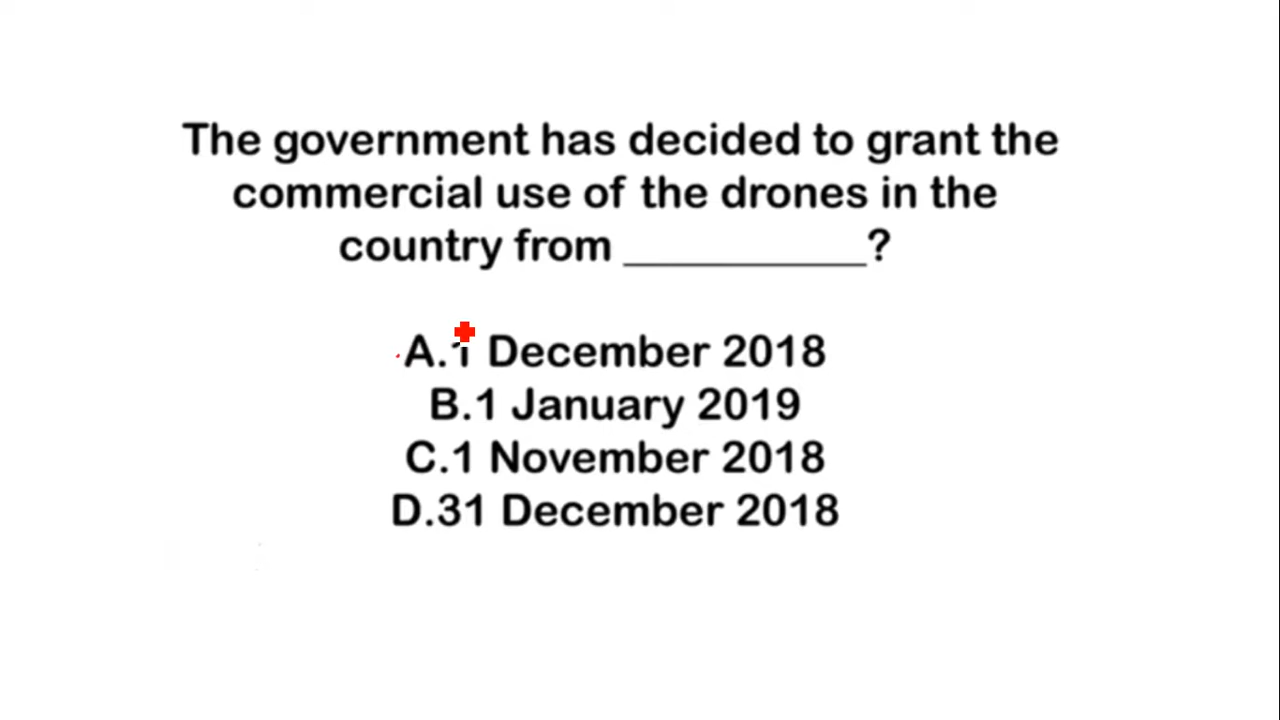 The government has decided to grant the
commercial use of the drones in the
country from ___________?
A.1 December 2018
B.1 January 2019
C.1 November 2018
D.31 December 2018